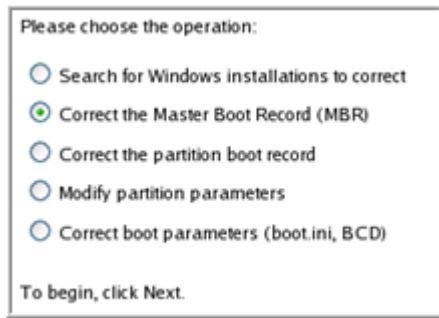 Please choose the operation:
Search for Windows installations to correct
Correct the Master Boot Record (MBR)
Correct the partition boot record
Modify partition parameters
Correct boot parameters (boot.ini, BCD)
To begin, click Next.